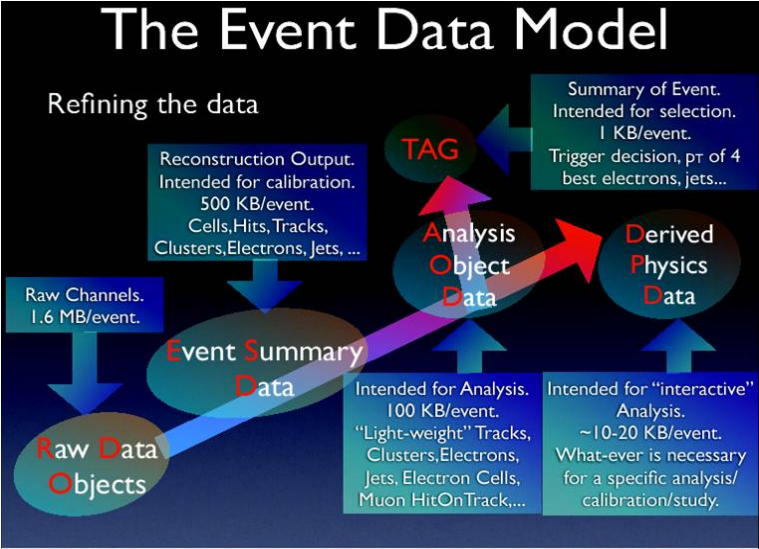 The Event Data Model
Refining the data
Summary of Event.
Intended for selection.
1 KB/event.
Trigger decision, pT of 4
best electrons, jets...
TAG
Reconstruction Output.
Intended for calibration.
500 KB/event.
Cells,Hits,Tracks,
Clusters,Electrons, Jets, ...
Analysis
Object
Data
Derived
Physics
Data
Raw Channels.
1.6 MB/event.
Event Summary
Data
Raw Data
Objects
Intended for Analysis.
100 KB/event.
“Light-weight” Tracks,
Clusters,Electrons,
Jets, Electron Cells,
Muon HitOnTrack,...
Intended for “interactive”
Analysis.
~10-20 KB/event.
What-ever is necessary
for a specific analysis/
calibration/study.